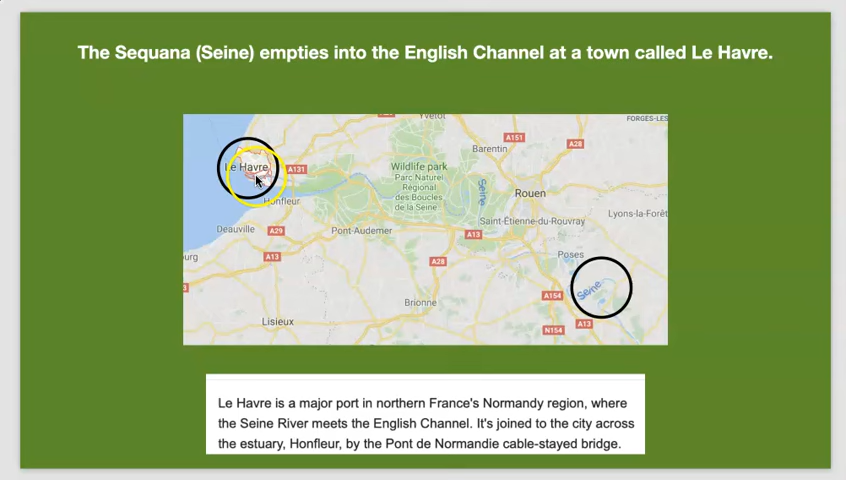 The Sequana (Seine) empties into the English Channel at a town called Le Havre.
Yvetot
FORGES-LES
A151
A28
Barentin
Le Havre
A131
Wildlife park
Parc Naturel
Régional
des Boucles
de la Seine
Seine
Rouen
Honfleur
Lyons-la-Forêt
Saint-Étienne-du-Rouvray
Deauville
A29
Pont-Audemer
A13
urg
A13
A28
Poses
Seine
A154
Brionne
Lisieux
A13
N154
Le Havre is a major port in northern France's Normandy region, where
the Seine River meets the English Channel. It's joined to the city across
the estuary, Honfleur, by the Pont de Normandie cable-stayed bridge.